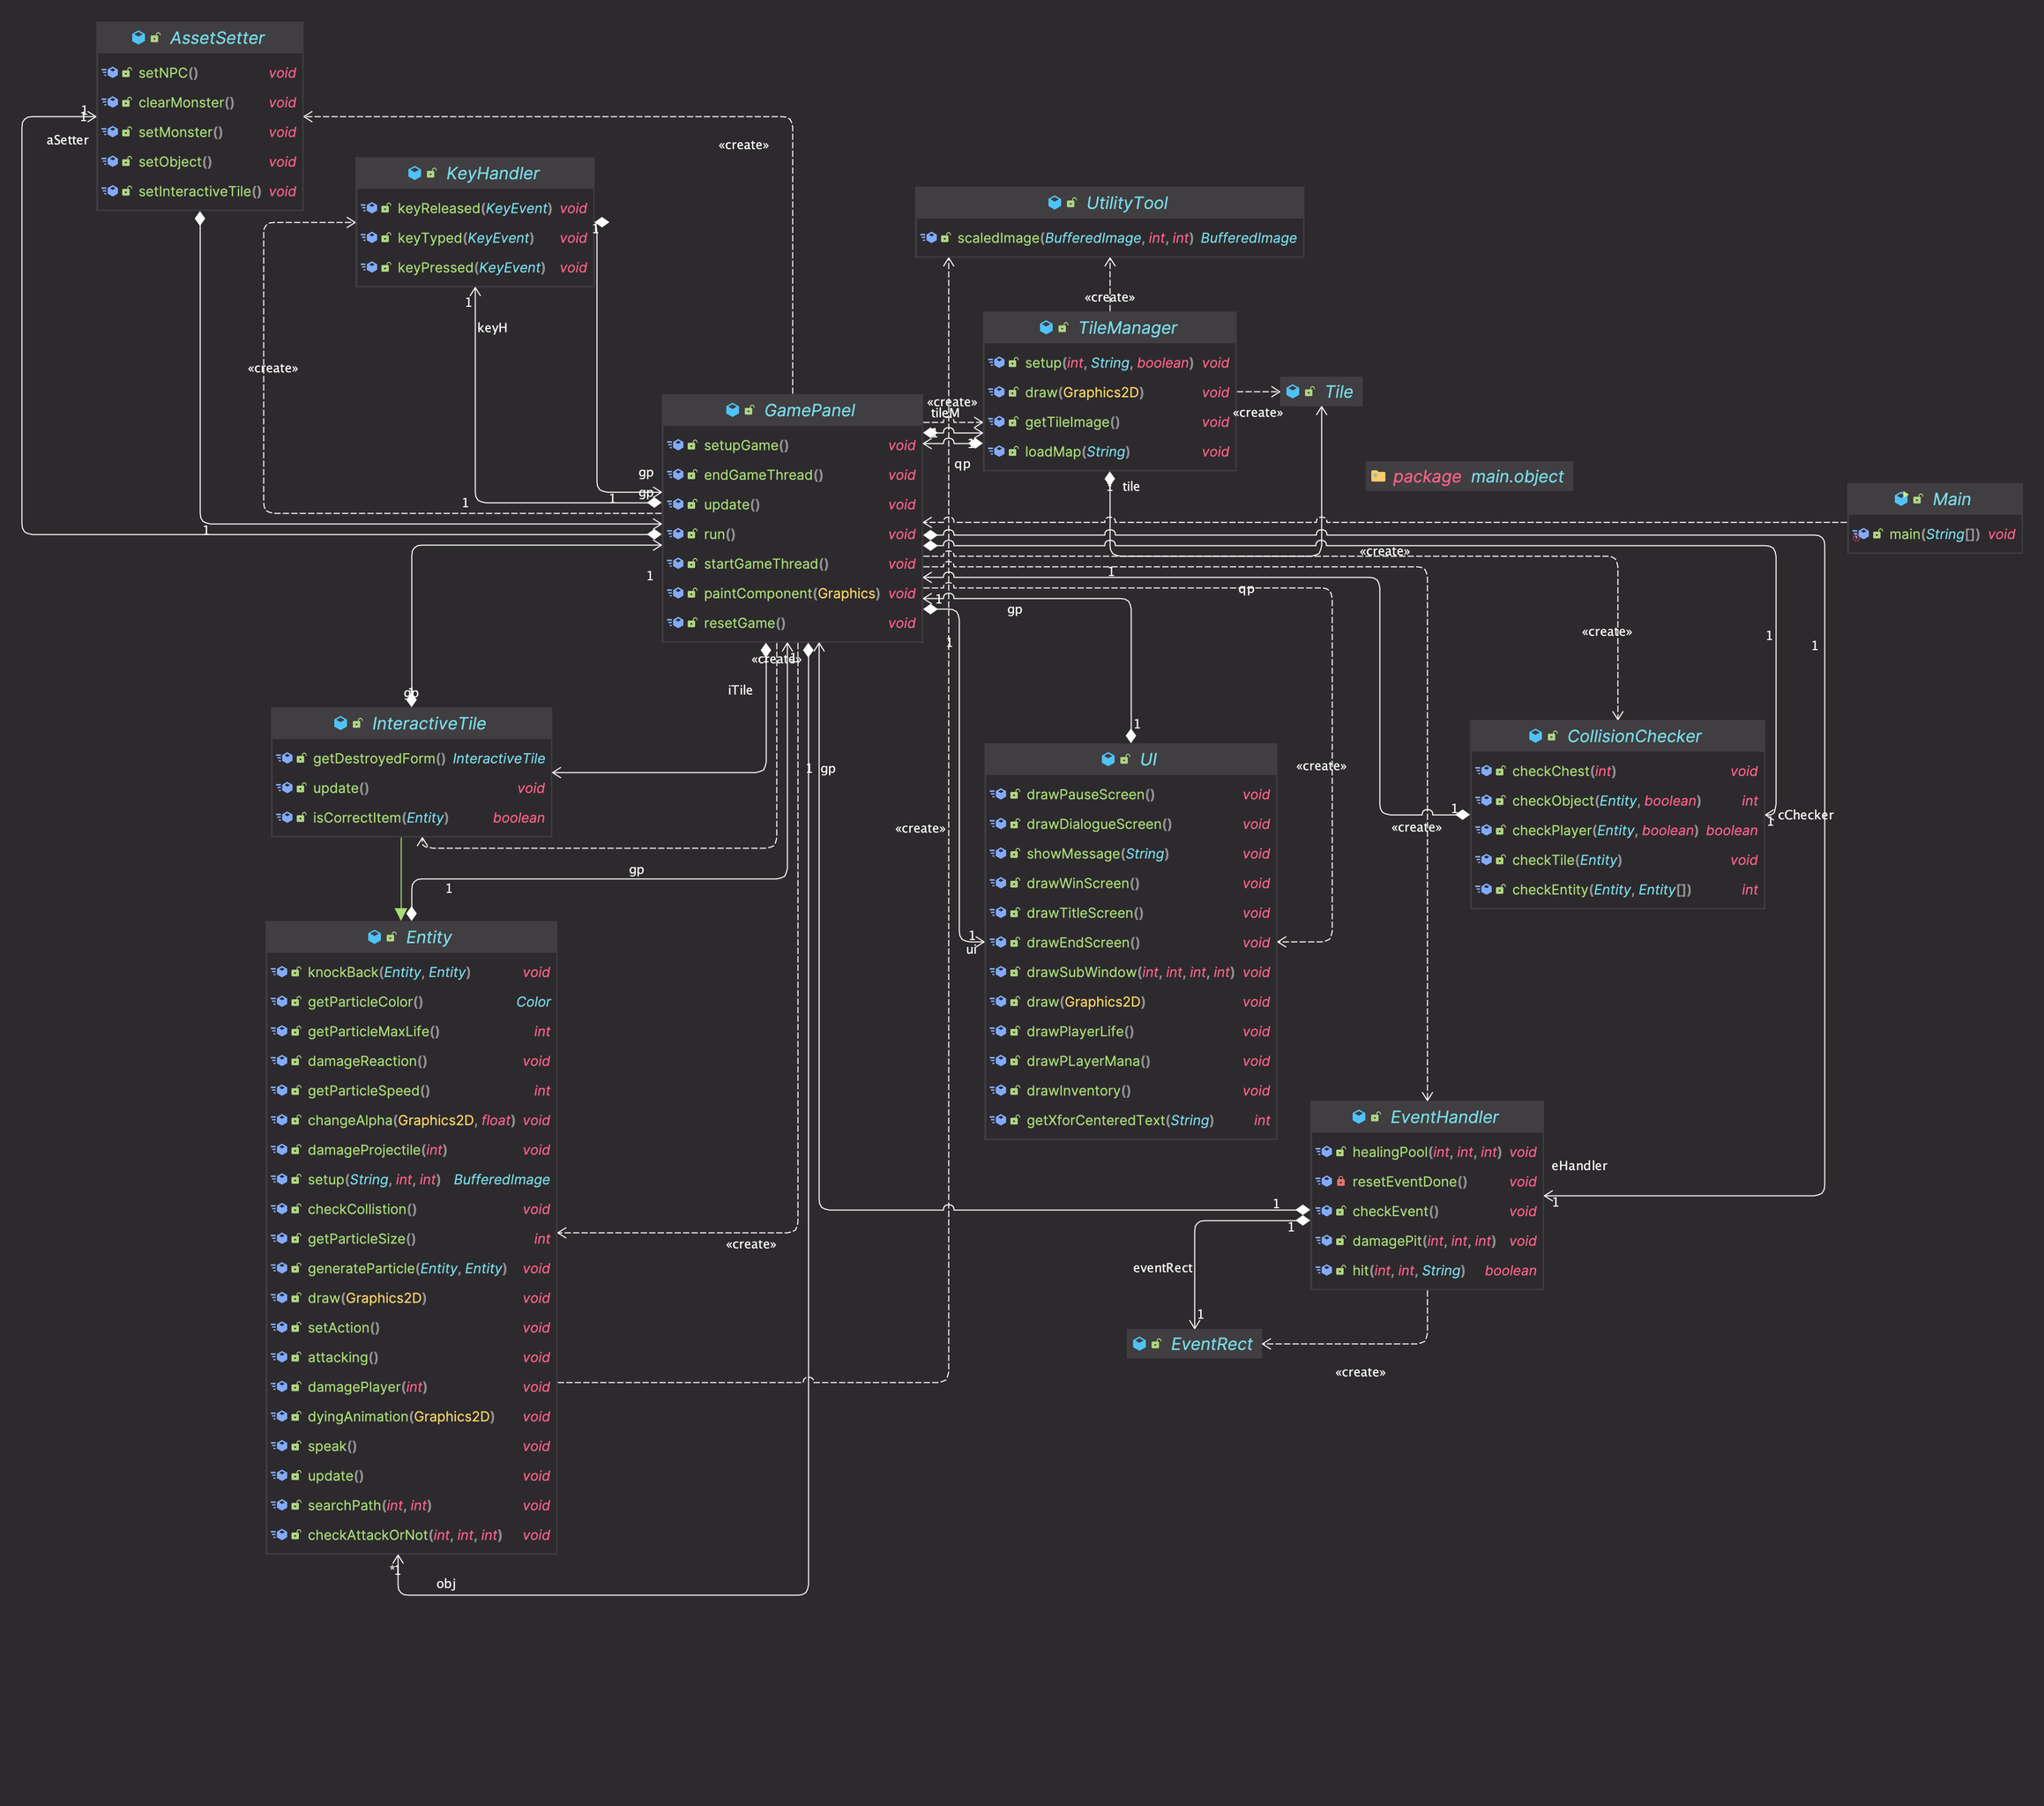 AssetSetter
setNPC() void
clearMonster() void
setMonster() void
setObject() void
setInteractiveTile() void
1
1
aSetter
1
«create»
KeyHandler
keyReleased(KeyEvent) void
keyTyped(KeyEvent) void
keyPressed(KeyEvent) void
1
1
keyH
1
«create»
gp
gp
1
UtilityTool
scaledImage(BufferedImage, int, int) BufferedImage
«create»
TileManager
setup(int, String, boolean) void
draw(Graphics2D) void
getTileImage() void
loadMap(String) void
«create»
tileM
1
1
gp
«create»
Tile
1
tile
package main.object
Main
main(String[]) void
GamePanel
setupGame() void
endGameThread() void
update() void
run() void
startGameThread() void
paintComponent(Graphics) void
resetGame() void
«create»
1
gp
1
gp
1
«create»
1
1
1
«create»
1
iTile
gp
InteractiveTile
getDestroyedForm() InteractiveTile
update() void
isCorrectItem(Entity) boolean
1 gp
gp
1
1
UI
drawPauseScreen() void
drawDialogueScreen() void
showMessage(String) void
drawWinScreen() void
drawTitleScreen() void
drawEndScreen() void
drawSubWindow(int, int, int, int) void
draw(Graphics2D) void
drawPlayerLife() void
drawPLayerMana() void
drawInventory() void
getXforCenteredText(String) int
1
ui
«create»
«create»
«create»
CollisionChecker
checkChest(int) void
checkObject(Entity, boolean) int
checkPlayer(Entity, boolean) boolean
checkTile(Entity) void
checkEntity(Entity, Entity[]) int
1
1
cChecker
Entity
knockBack(Entity, Entity) void
getParticleColor() Color
getParticleMaxLife() int
damageReaction() void
getParticleSpeed() int
changeAlpha(Graphics2D, float) void
damageProjectile(int) void
setup(String, int, int) BufferedImage
checkCollistion() void
getParticleSize() int
generateParticle(Entity, Entity) void
draw(Graphics2D) void
setAction() void
attacking() void
damagePlayer(int) void
dyingAnimation(Graphics2D) void
speak() void
update() void
searchPath(int, int) void
checkAttackOrNot(int, int, int) void
«create»
EventHandler
healingPool(int, int, int) void
resetEventDone() void
checkEvent() void
damagePit(int, int, int) void
hit(int, int, String) boolean
eHandler
1
1
1
eventRect
1
EventRect
«create»
*1
obj